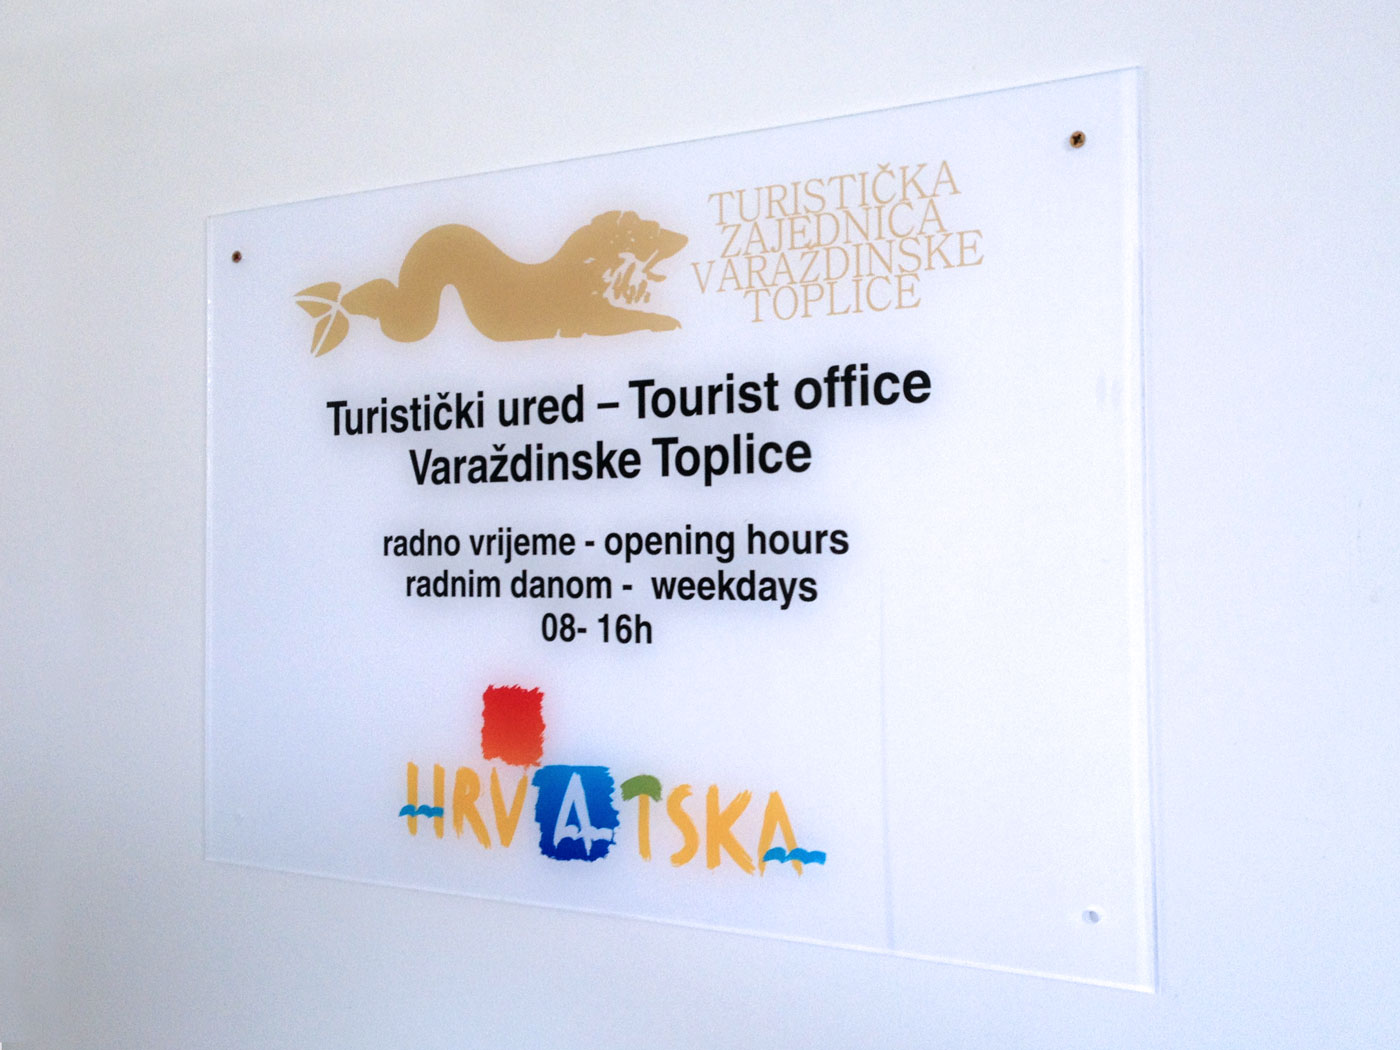 TURISTIČKA
ZAJEDNICA
VARAŽDINSKE
TOPLICE
Turistički ured – Tourist office
Varaždinske Toplice
radno vrijeme - opening hours
radnim danom - weekdays
08- 16h
HRVATSKA